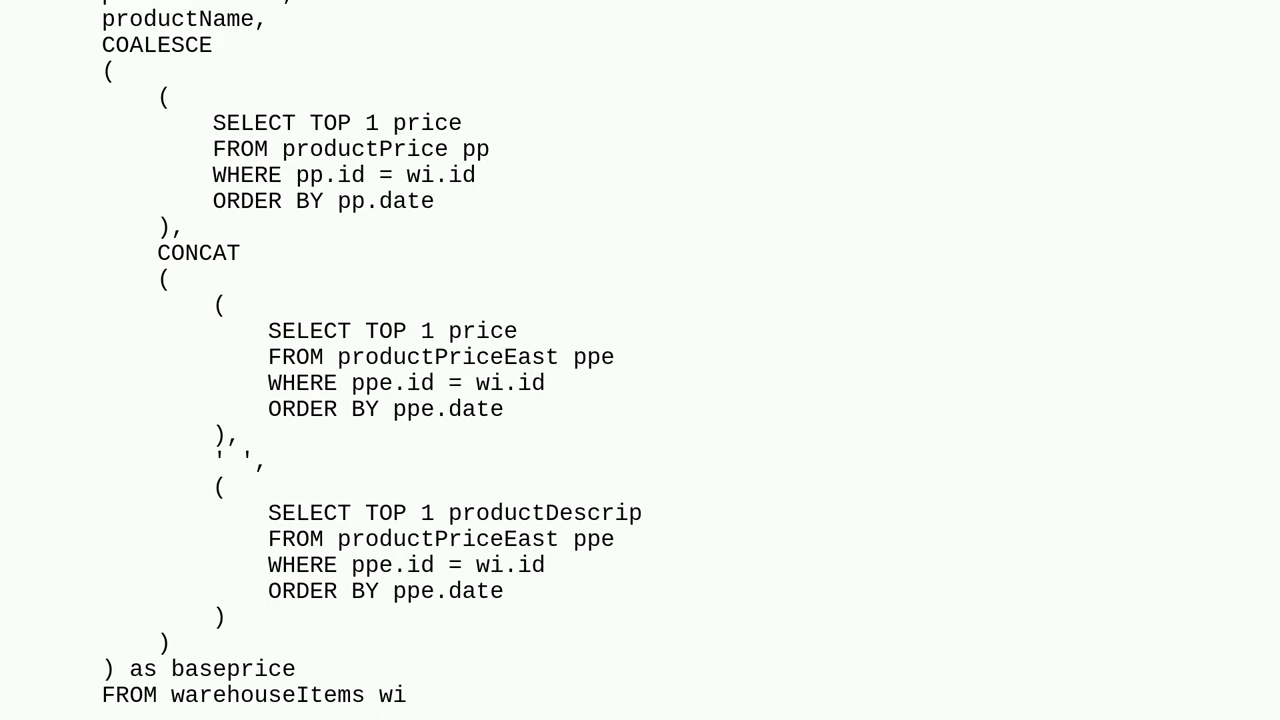 productName,
COALESCE
(
(
SELECT TOP 1 price
FROM productPrice pp
WHERE pp.id = wi.id
ORDER BY pp.date
),
CONCAT
(
(
SELECT TOP 1 price
FROM productPriceEast ppe
WHERE ppe.id = wi.id
ORDER BY ppe.date
),
' ',
(
SELECT TOP 1 productDescrip
FROM productPriceEast ppe
WHERE ppe.id = wi.id
ORDER BY ppe.date
)
)
) as baseprice
FROM warehouseItems wi